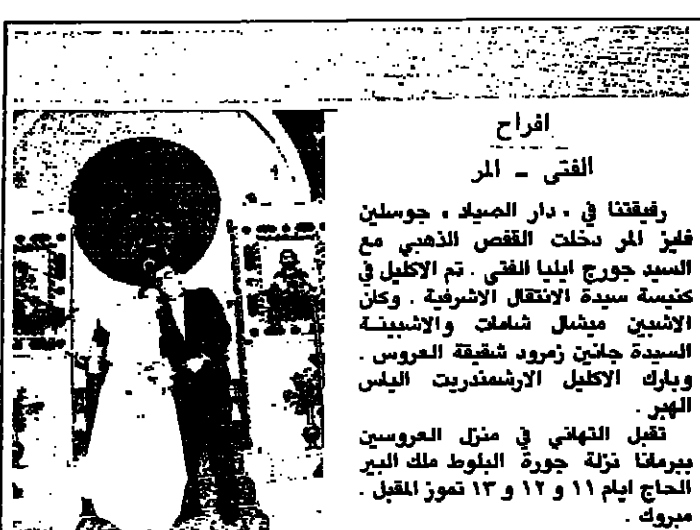 افراح
الفتى - المر
رفيقتنا في « دار الصياد » جوسلين
فايز المر دخلت القفص الذهبي مع
السيد جورج ايليا الفتى . تم الاكليل في
كنيسة سيدة الانتقال الاشرفية . وكان
الاشبين ميشال شامات والاشبينة
السيدة جانين زمرود شقيقة العروس .
وبارك الاكليل الارشمندريت الياس
الهبر .
تقبل التهاني في منزل العروسين
ببرمانا نزلة جورة البلوط ملك البير
الحاج ايام ١١ و ١٢ و ١٣ تموز المقبل .
مبروك .